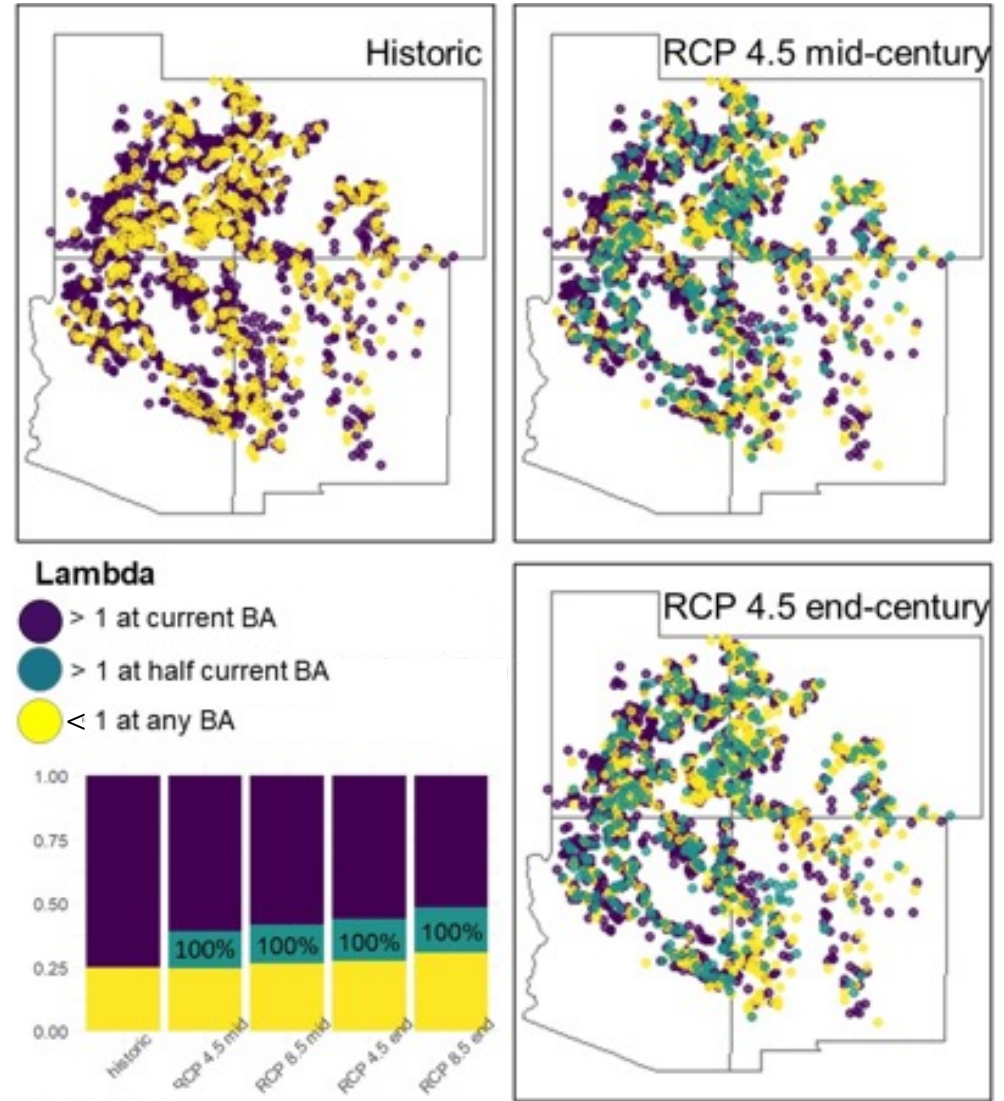 Historic
RCP 4.5 mid-century
Lambda
> 1 at current BA
> 1 at half current BA
< 1 at any BA
RCP 4.5 end-century
1.00
0.75
0.50
0.25
0.00
100%
100%
100%
100%
historic
RCP 4.5 mid
RCP 8.5 mid
RCP 4.5 end
RCP 8.5 end